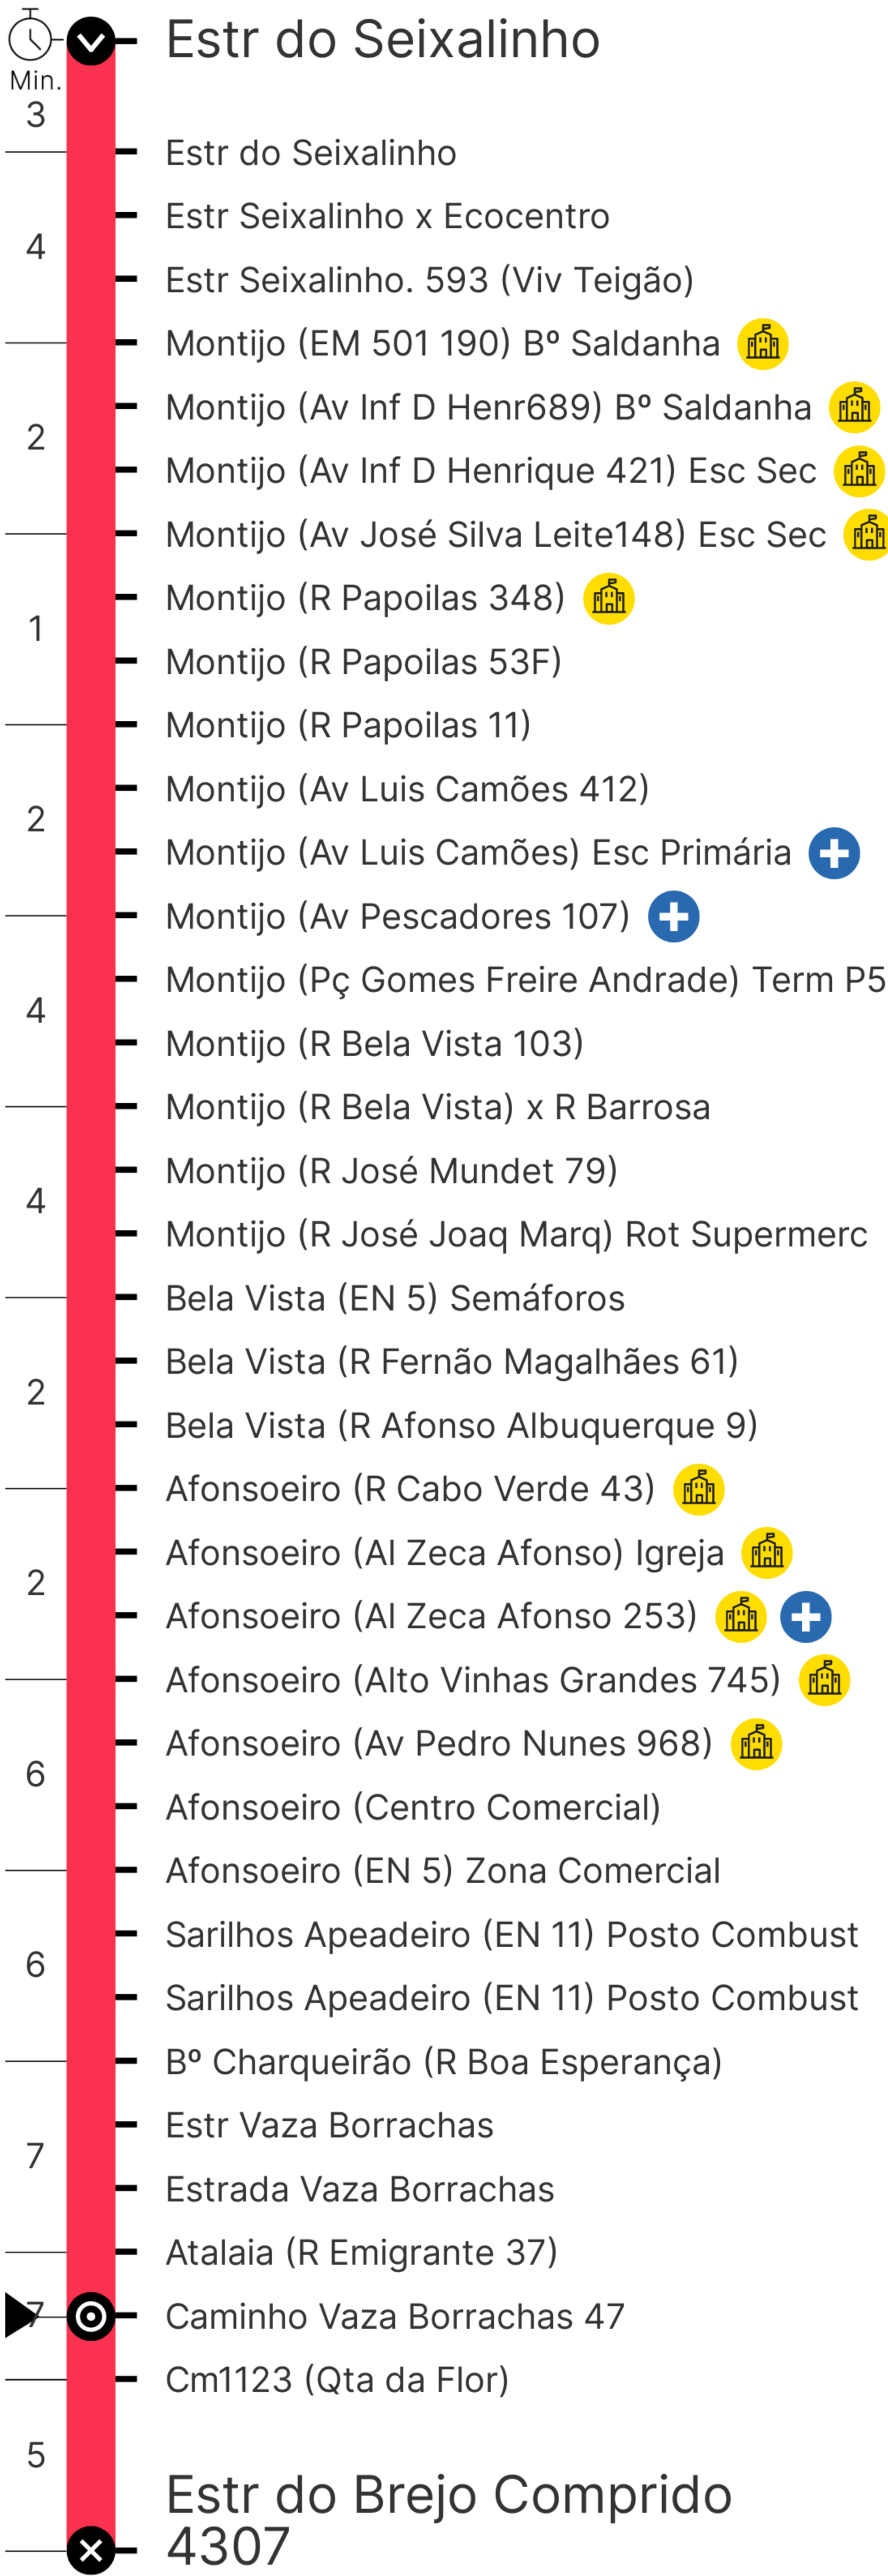 Estr do Seixalinho
Min.
3
Estr do Seixalinho
Estr Seixalinho x Ecocentro
4
Estr Seixalinho. 593 (Viv Teigão)
Montijo (EM 501 190) Bº Saldanha
Montijo (Av Inf D Henr689) Bº Saldanha
2
Montijo (Av Inf D Henrique 421) Esc Sec
Montijo (Av José Silva Leite148) Esc Sec
Montijo (R Papoilas 348)
1
Montijo (R Papoilas 53F)
Montijo (R Papoilas 11)
Montijo (Av Luis Camões 412)
2
Montijo (Av Luis Camões) Esc Primária
Montijo (Av Pescadores 107)
Montijo (Pç Gomes Freire Andrade) Term P5
4
Montijo (R Bela Vista 103)
Montijo (R Bela Vista) x R Barrosa
Montijo (R José Mundet 79)
4
Montijo (R José Joaq Marq) Rot Supermerc
Bela Vista (EN 5) Semáforos
Bela Vista (R Fernão Magalhães 61)
2
Bela Vista (R Afonso Albuquerque 9)
Afonsoeiro (R Cabo Verde 43)
Afonsoeiro (Al Zeca Afonso) Igreja
2
Afonsoeiro (Al Zeca Afonso 253)
Afonsoeiro (Alto Vinhas Grandes 745)
Afonsoeiro (Av Pedro Nunes 968)
6
Afonsoeiro (Centro Comercial)
Afonsoeiro (EN 5) Zona Comercial
Sarilhos Apeadeiro (EN 11) Posto Combust
6
Sarilhos Apeadeiro (EN 11) Posto Combust
Bº Charqueirão (R Boa Esperança)
Estr Vaza Borrachas
7
Estrada Vaza Borrachas
Atalaia (R Emigrante 37)
7
Caminho Vaza Borrachas 47
Cm1123 (Qta da Flor)
5
Estr do Brejo Comprido
4307